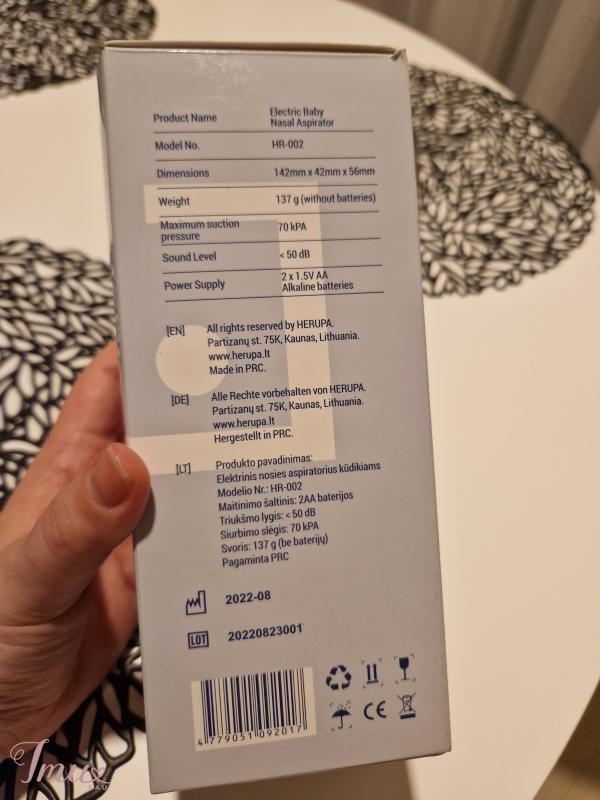 Product Name Electric Baby
Nasal Aspirator
Model No. HR-002
Dimensions 142mm x 42mm x 56mm
Weight 137 g (without batteries)
Maximum suction
pressure 70 kPA
Sound Level < 50 dB
Power Supply 2 x 1.5V AA
Alkaline batteries
[EN] All rights reserved by HERUPA.
Partizanų st. 75K, Kaunas, Lithuania.
www.herupa.lt
Made in PRC.
[DE] Alle Rechte vorbehalten von HERUPA.
Partizanų st. 75K, Kaunas, Lithuania.
www.herupa.lt
Hergestellt in PRC.
[LT] Produkto pavadinimas:
Elektrinis nosies aspiratorius kūdikiams
Modelio Nr.: HR-002
Maitinimo šaltinis: 2AA baterijos
Triukšmo lygis: < 50 dB
Siurbimo slėgis: 70 kPA
Svoris: 137 g (be baterijų)
Pagaminta PRC
2022-08
LOT 20220823001
4 779051 092017
CE